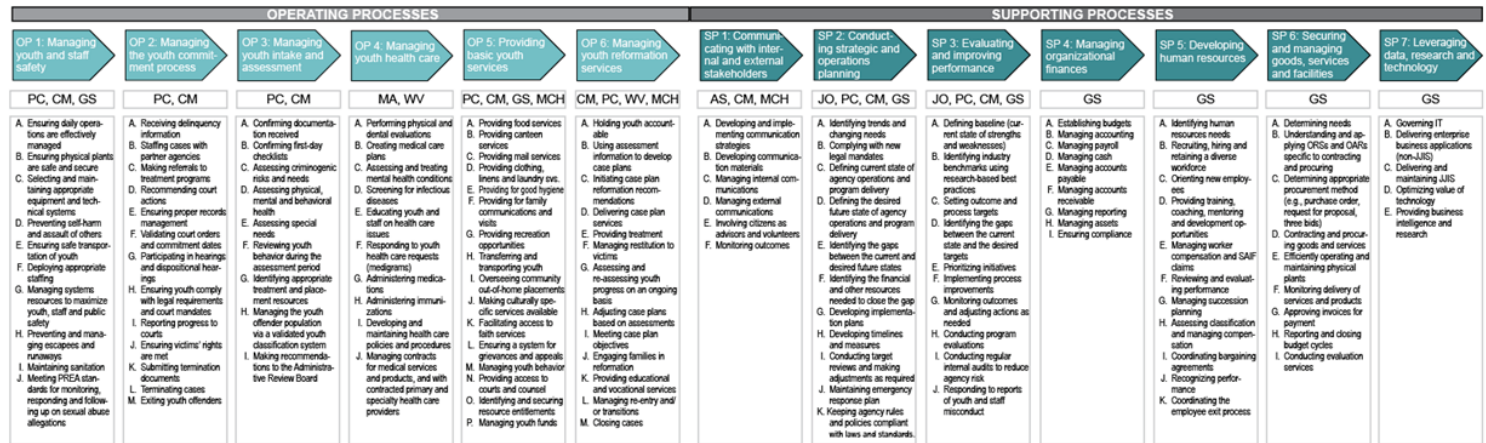 OPERATING PROCESSES
SUPPORTING PROCESSES
OP 1: Managing
youth and staff
safety
PC, CM, GS
A. Ensuring daily opera-
tions are effectively
managed
B. Ensuring physical plants
are safe and secure
C. Selecting and main-
taining appropriate
equipment and tech-
nical systems
D. Preventing self-harm
and assault of others
E. Ensuring safe transpor-
tation of youth
F. Deploying appropriate
staffing
G. Managing systems
resources to maximize
youth, staff and public
safety
H. Preventing and mana-
ging escapees and
runaways
I. Maintaining sanitation
J. Meeting PREA stan-
dards for monitoring,
responding and follow-
ing up on sexual abuse
allegations
OP 2: Managing
the youth commit-
ment process
PC, CM
A. Receiving delinquency
information
B. Staffing cases with
partner agencies
C. Making referrals to
treatment programs
D. Recommending court
actions
E. Ensuring proper records
management
F. Validating court orders
and commitment dates
G. Participating in hearings
and dispositional hear-
ings
H. Ensuring youth comply
with legal requirements
and court mandates
I. Reporting progress to
courts
J. Ensuring victims' rights
are met
K. Submitting termination
documents
L. Terminating cases
M. Exiting youth offenders
OP 3: Managing
youth intake and
assessment
PC, CM
A. Confirming documenta-
tion received
B. Confirming first-day
checklists
C. Assessing criminogenic
risks and needs
D. Assessing physical,
mental and behavioral
health
E. Assessing special
needs
F. Reviewing youth
behavior during the
assessment period
G. Identifying appropriate
treatment and place-
ment resources
H. Managing the youth
offender population
via a validated youth
classification system
I. Making recommenda-
tions to the Administra-
tive Review Board
OP 4: Managing
youth health care
MA, WV
A. Performing physical and
dental evaluations
B. Creating medical care
plans
C. Assessing and treating
mental health conditions
D. Screening for infectious
diseases
E. Educating youth and
staff on health care
issues
F. Responding to youth
health care requests
(medigrams)
G. Administering medica-
tions
H. Administering immuni-
zations
I. Developing and
maintaining health care
policies and procedures
J. Managing contracts
for medical services
and products, and with
contracted primary and
specialty health care
providers
OP 5: Providing
basic youth
services
PC, CM, GS, MCH
A. Providing food services
B. Providing canteen
services
C. Providing mail services
D. Providing clothing,
linens and laundry svs.
E. Providing for good hygiene
F. Providing for family
communications and
visits
G. Providing recreation
opportunities
H. Transferring and
transporting youth
I. Overseeing community
out-of-home placements
J. Making culturally spe-
cific services available
K. Facilitating access to
faith services
L. Ensuring a system for
grievances and appeals
M. Managing youth behavior
N. Providing access to
courts and counsel
O. Identifying and securing
resource entitlements
P. Managing youth funds
OP 6: Managing
youth reformation
services
CM, PC, WV, MCH
A. Holding youth account-
able
B. Using assessment
information to develop
case plans
C. Initiating case plan
reformation recom-
mendations
D. Delivering case plan
services
E. Providing treatment
F. Managing restitution to
victims
G. Assessing and
re-assessing youth
progress on an ongoing
basis
H. Adjusting case plans
based on assessments
I. Meeting case plan
objectives
J. Engaging families in
reformation
K. Providing educational
and vocational services
L. Managing re-entry and/
or transitions
M. Closing cases
SP 1: Communi-
cating with inter-
nal and external
stakeholders
AS, CM, MCH
A. Developing and imple-
menting communication
strategies
B. Developing communica-
tion materials
C. Managing internal com-
munications
D. Managing external
communications
E. Involving citizens as
advisors and volunteers
F. Monitoring outcomes
SP 2: Conduct-
ing strategic and
operations
planning
JO, PC, CM, GS
A. Identifying trends and
changing needs
B. Complying with new
legal mandates
C. Defining current state of
agency operations and
program delivery
D. Defining the desired
future state of agency
operations and program
delivery
E. Identifying the gaps
between the current and
desired future states
F. Identifying the financial
and other resources
needed to close the gap
G. Developing implementa-
tion plans
H. Developing timelines
and measures
I. Conducting target
reviews and making
adjustments as required
J. Maintaining emergency
response plan
K. Keeping agency rules
and policies compliant
with laws and standards.
SP 3: Evaluating
and improving
performance
JO, PC, CM, GS
A. Defining baseline (cur-
rent state of strengths
and weaknesses)
B. Identifying industry
benchmarks using
research-based best
practices
C. Setting outcome and
process targets
D. Identifying the gaps
between the current
state and the desired
targets
E. Prioritizing initiatives
F. Implementing process
improvements
G. Monitoring outcomes
and adjusting actions as
needed
H. Conducting program
evaluations
I. Conducting regular
internal audits to reduce
agency risk
J. Responding to reports
of youth and staff
misconduct
SP 4: Managing
organizational
finances
GS
A. Establishing budgets
B. Managing accounting
C. Managing payroll
D. Managing cash
E. Managing accounts
payable
F. Managing accounts
receivable
G. Managing reporting
H. Managing assets
I. Ensuring compliance
SP 5: Developing
human resources
GS
A. Identifying human
resources needs
B. Recruiting, hiring and
retaining a diverse
workforce
C. Orienting new employ-
ees
D. Providing training,
coaching, mentoring
and development op-
portunities
E. Managing worker
compensation and SAIF
claims
F. Reviewing and evaluat-
ing performance
G. Managing succession
planning
H. Assessing classification
and managing compen-
sation
I. Coordinating bargaining
agreements
J. Recognizing perfor-
mance
K. Coordinating the
employee exit process
SP 6: Securing
and managing
goods, services
and facilities
GS
A. Determining needs
B. Understanding and ap-
plying ORSs and OARs
specific to contracting
and procuring
C. Determining appropriate
procurement method
(e.g., purchase order,
request for proposal,
three bids)
D. Contracting and procur-
ing goods and services
E. Efficiently operating and
maintaining physical
plants
F. Monitoring delivery of
services and products
G. Approving invoices for
payment
H. Reporting and closing
budget cycles
I. Conducting evaluation
services
SP 7: Leveraging
data, research and
technology
GS
A. Governing IT
B. Delivering enterprise
business applications
(non-JJIS)
C. Delivering and
maintaining JJIS
D. Optimizing value of
technology
E. Providing business
intelligence and
research